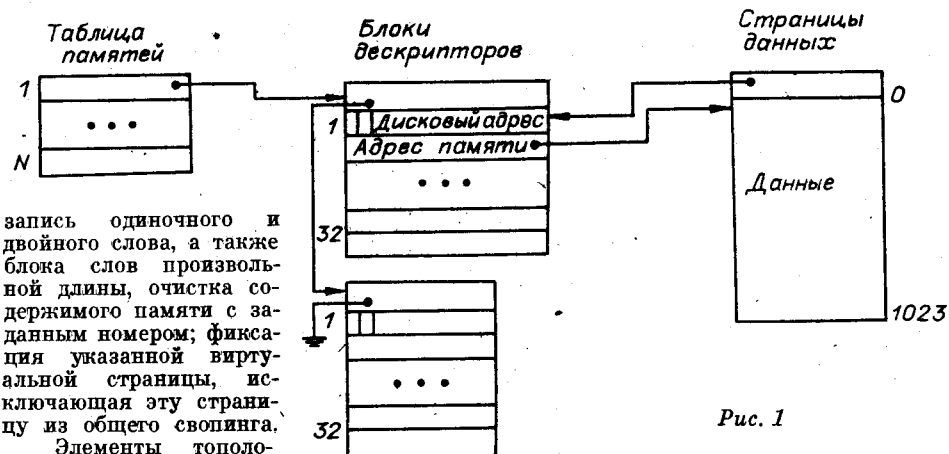 Таблица
памятей
1
• • •
N
Блоки
дескрипторов
1
Дисковый адрес
Адрес памяти
• • •
32
1
• • •
32
Страницы
данных
0
Данные
1023
запись одиночного и
двойного слова, а также
блока слов произволь-
ной длины, очистка со-
держимого памяти с за-
данным номером; фикса-
ция указанной вирту-
альной страницы, ис-
ключающая эту страни-
цу из общего свопинга.
Элементы тополо-
Рис. 1